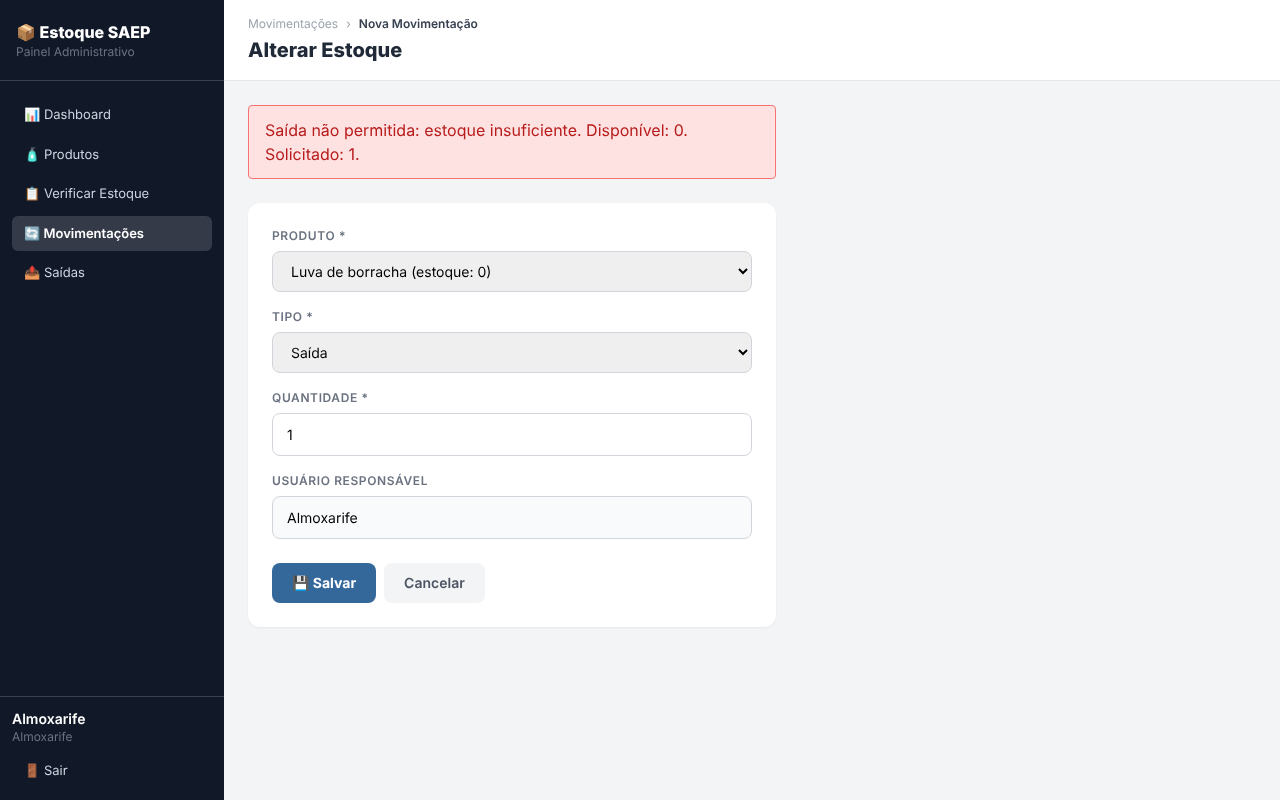 📦 Estoque SAEP
Painel Administrativo
📊 Dashboard
🧴 Produtos
📋 Verificar Estoque
🔄 Movimentações
📤 Saídas
Almoxarife
Almoxarife
🚪 Sair
Movimentações › Nova Movimentação
Alterar Estoque
Saída não permitida: estoque insuficiente. Disponível: 0.
Solicitado: 1.
PRODUTO *
Luva de borracha (estoque: 0)
TIPO *
Saída
QUANTIDADE *
1
USUÁRIO RESPONSÁVEL
Almoxarife
💾 Salvar
Cancelar